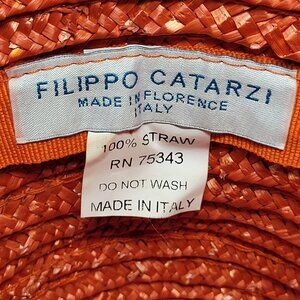 FILIPPO CATARZI
MADE IN FLORENCE
ITALY
100% STRAW
RN 75343
DO NOT WASH
MADE IN ITALY